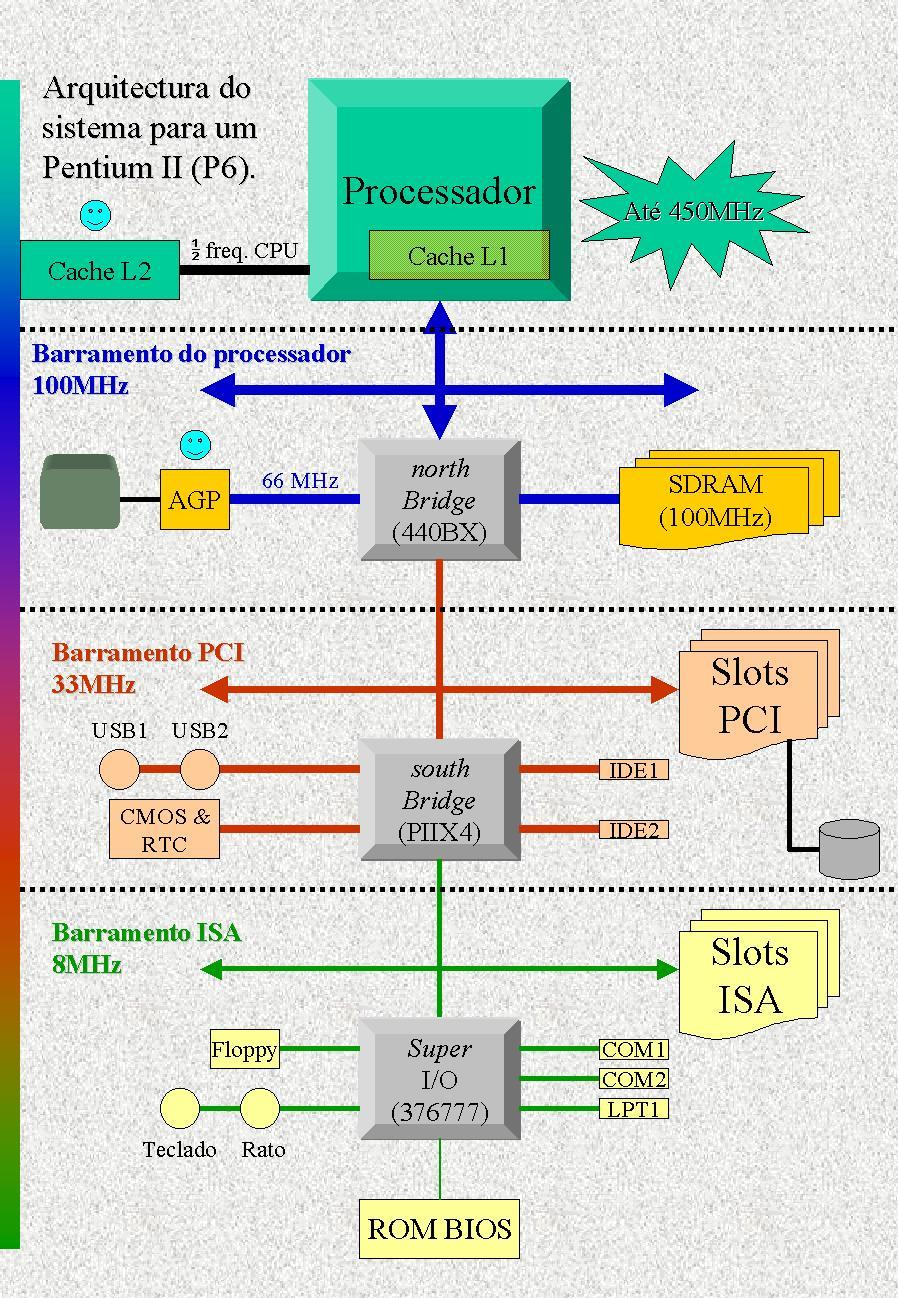 Arquitectura do
sistema para um
Pentium II (P6).
Processador
Até 450MHz
½ freq. CPU
Cache L2
Cache L1
Barramento do processador
100MHz
north
Bridge
(440BX)
66 MHz
AGP
SDRAM
(100MHz)
Barramento PCI
33MHz
Slots
PCI
USB1 USB2
south
Bridge
(PIIX4)
IDE1
CMOS &
RTC
IDE2
Barramento ISA
8MHz
Slots
ISA
Floppy
Super
I/O
(376777)
COM1
COM2
LPT1
Teclado Rato
ROM BIOS